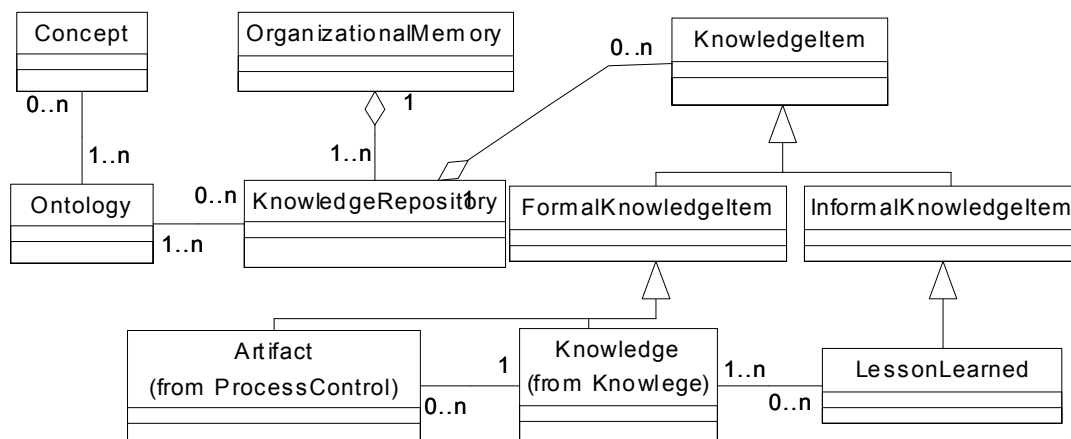 Concept
OrganizationalMemory
KnowledgeItem
0..n
0..n
1
1..n
1..n
Ontology
0..n
KnowledgeRepository
1
FormalKnowledgeItem
InformalKnowledgeItem
1..n
Artifact
(from ProcessControl)
1
0..n
Knowledge
(from Knowlege)
1..n
0..n
LessonLearned